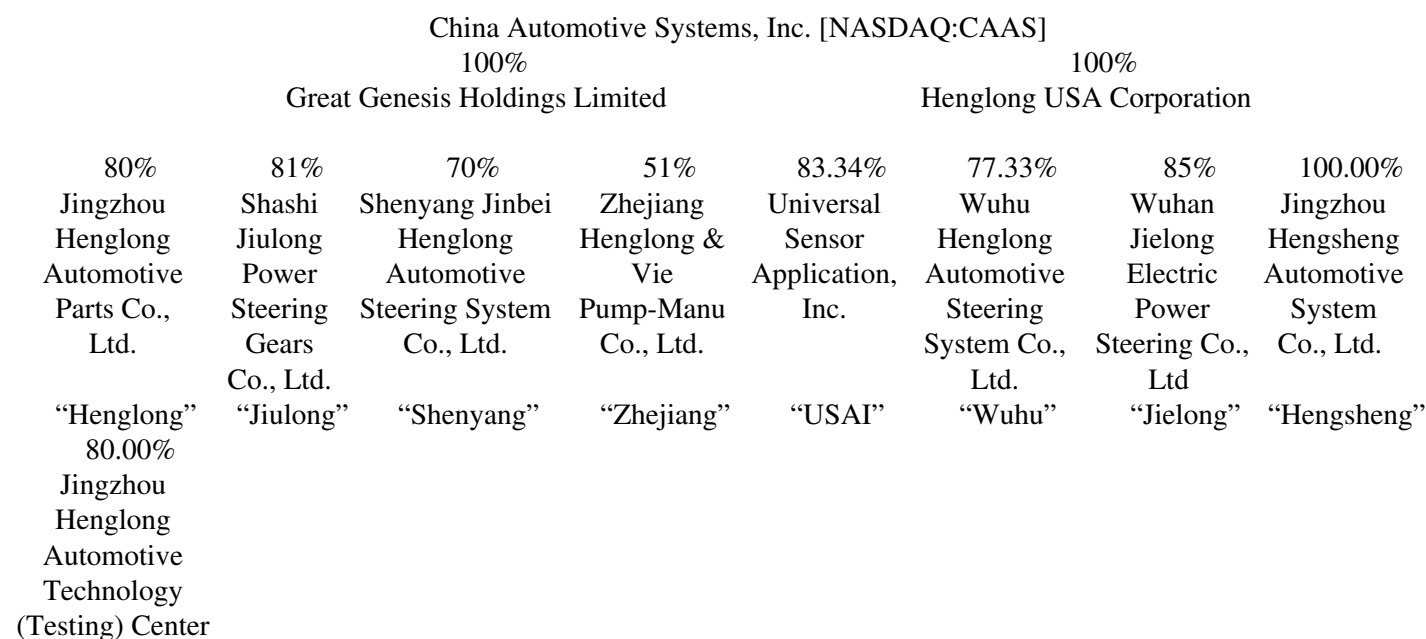 China Automotive Systems, Inc. [NASDAQ:CAAS]
100% 100%
Great Genesis Holdings Limited Henglong USA Corporation
80% 81% 70% 51% 83.34% 77.33% 85% 100.00%
Jingzhou Shashi Shenyang Jinbei Zhejiang Universal Wuhu Wuhan Jingzhou
Henglong Jiulong Henglong Henglong & Sensor Henglong Jielong Hengsheng
Automotive Power Automotive Vie Application, Automotive Electric Automotive
Parts Co., Steering Steering System Pump-Manu Inc. Steering Power System
Ltd. Gears Co., Ltd. Co., Ltd. System Co., Steering Co., Co., Ltd.
Co., Ltd. Ltd. Ltd
“Henglong” “Jiulong” “Shenyang” “Zhejiang” “USAI” “Wuhu” “Jielong” “Hengsheng”
80.00%
Jingzhou
Henglong
Automotive
Technology
(Testing) Center